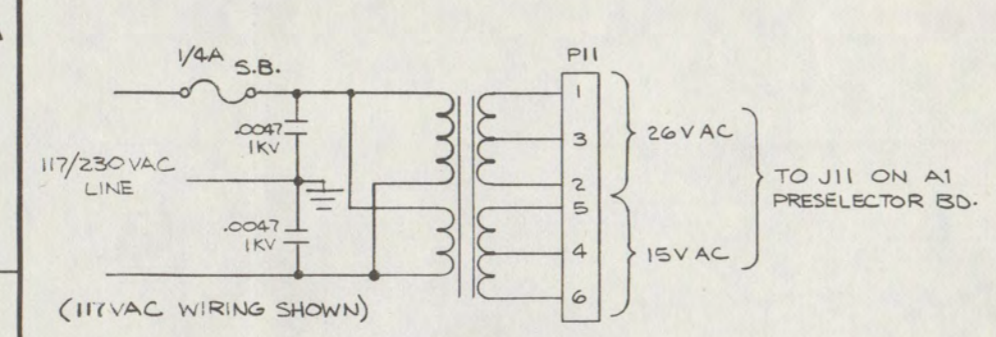 1/4A S.B.
P11
.0047
1KV
117/230VAC
LINE
.0047
1KV
(117VAC WIRING SHOWN)
1
3
2
5
4
6
26VAC
15VAC
TO J11 ON A1
PRESELECTOR BD.